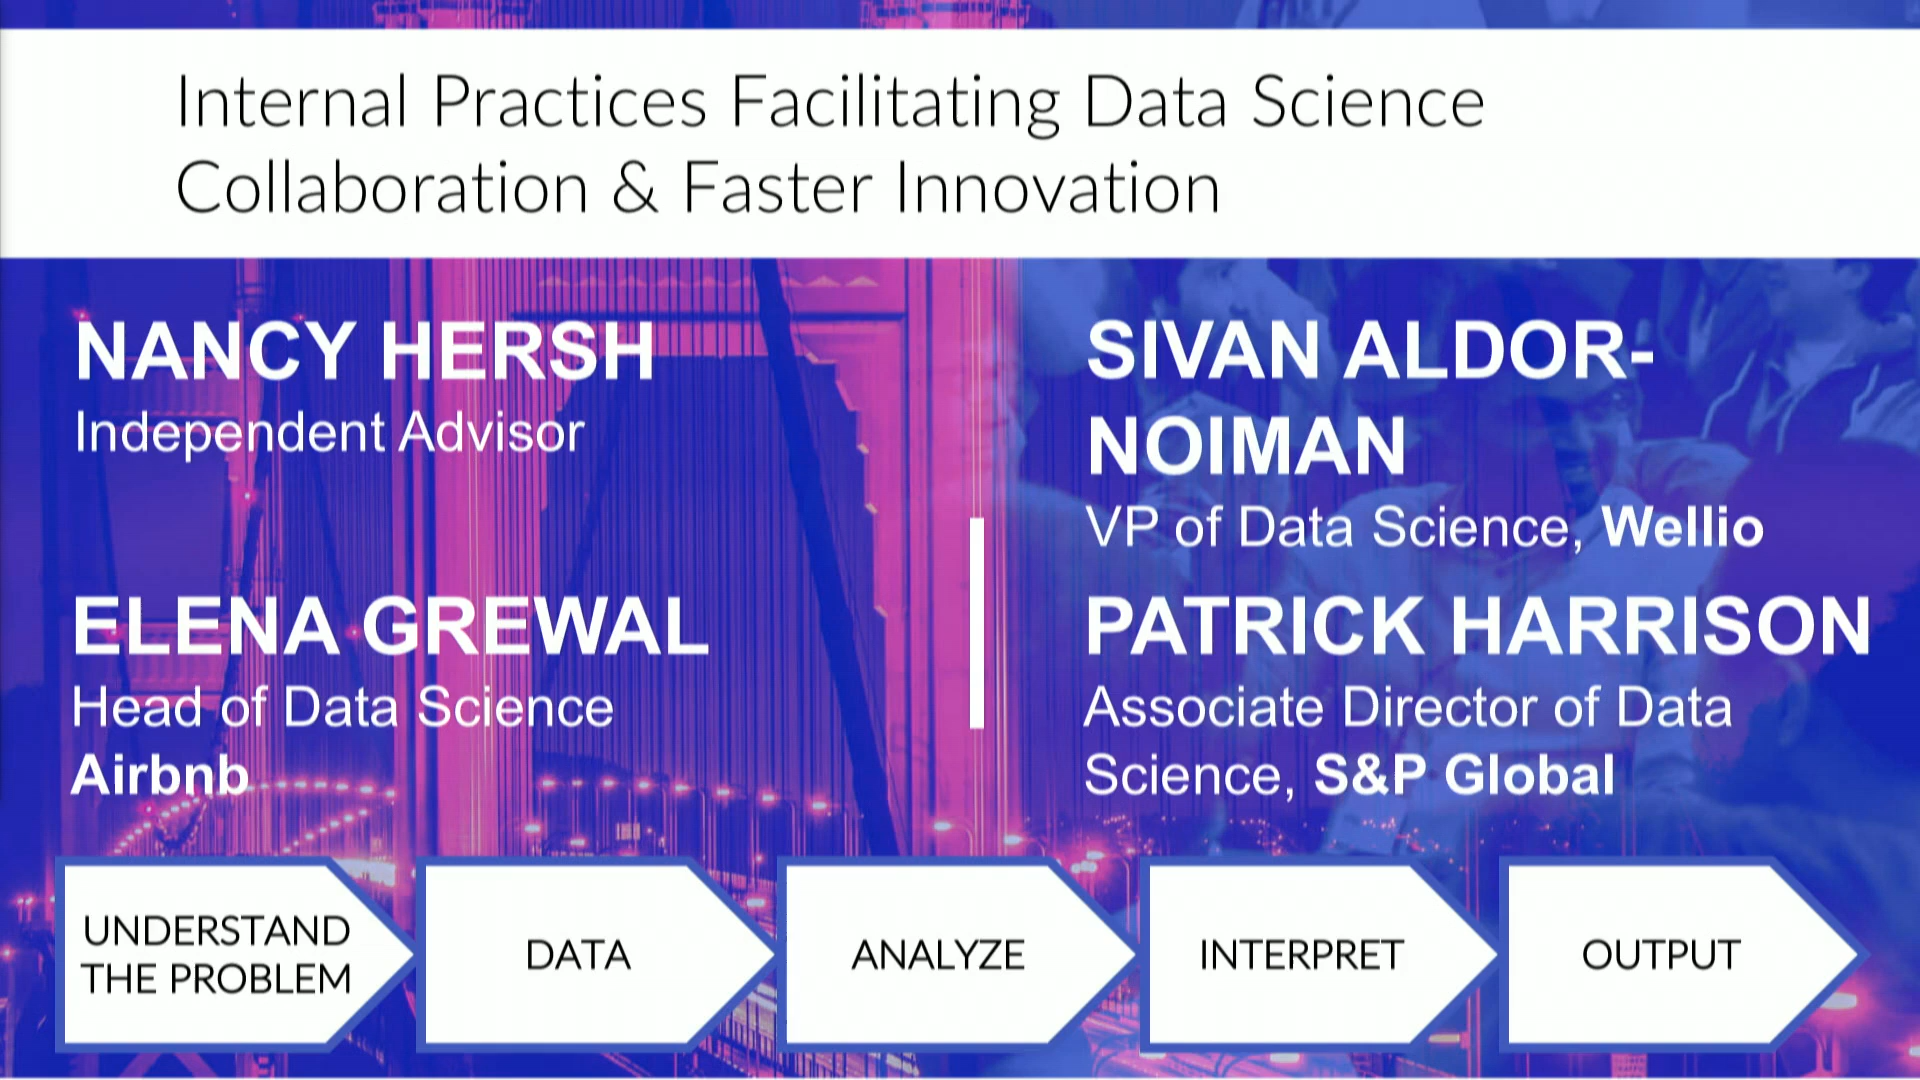 Internal Practices Facilitating Data Science
Collaboration & Faster Innovation
NANCY HERSH
Independent Advisor
ELENA GREWAL
Head of Data Science
Airbnb
SIVAN ALDOR-
NOIMAN
VP of Data Science, Wellio
PATRICK HARRISON
Associate Director of Data
Science, S&P Global
UNDERSTAND
THE PROBLEM
DATA
ANALYZE
INTERPRET
OUTPUT